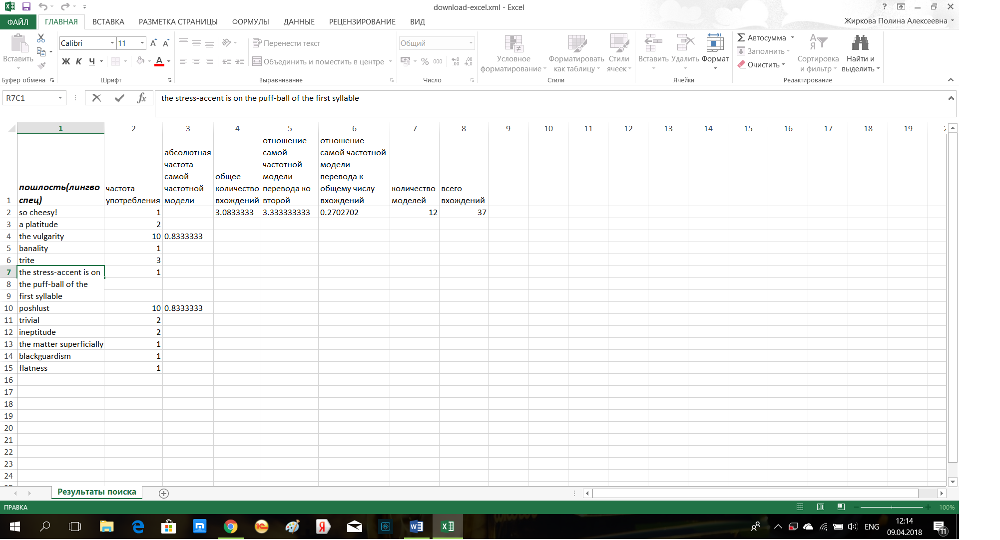 download-excel.xml - Excel
ФАЙЛ ГЛАВНАЯ ВСТАВКА РАЗМЕТКА СТРАНИЦЫ ФОРМУЛЫ ДАННЫЕ РЕЦЕНЗИРОВАНИЕ ВИД
Жиркова Полина Алексеевна
Calibri 11 Перенести текст Общий
Автосумма
Заполнить
Очистить
Вставить
Ж К Ч Объединить и поместить в центре % 000
Условное форматирование
Форматировать как таблицу
Стили ячеек
Вставить Удалить Формат
Сортировка и фильтр
Найти и выделить
Буфер обмена Шрифт Выравнивание Число Стили Ячейки Редактирование
R7C1 fx the stress-accent is on the puff-ball of the first syllable
1 2 3 4 5 6 7 8 9 10 11 12 13 14 15 16 17 18 19
1 пошлость(лингво
спец)
частота
употребления
абсолютная
частота
самой
частотной
модели
общее
количество
вхождений
отношение
самой
частотной
модели
перевода ко
второй
отношение
самой частотной
модели
перевода к
общему числу
вхождений
количество
моделей
всего
вхождений
2 so cheesy! 1 3.0833333 3.333333333 0.2702702 12 37
3 a platitude 2
4 the vulgarity 10 0.8333333
5 banality 1
6 trite 3
7 the stress-accent is on 1
8 the puff-ball of the
9 first syllable
10 poshlust 10 0.8333333
11 trivial 2
12 ineptitude 2
13 the matter superficially 1
14 blackguardism 1
15 flatness 1
16
17
18
19
20
21
22
23
24
Результаты поиска
ПРАВКА 100%
ENG
12:14
09.04.2018
11